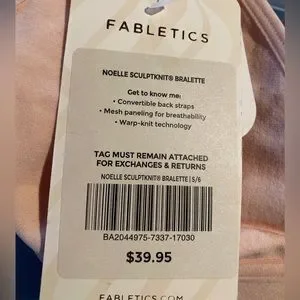 FABLETICS
NOELLE SCULPTKNIT® BRALETTE
Get to know me:
• Convertible back straps
• Mesh paneling for breathability
• Warp-knit technology
TAG MUST REMAIN ATTACHED
FOR EXCHANGES & RETURNS
NOELLE SCULPTKNIT® BRALETTE | S/6
BA2044975-7337-17030
$39.95
FABLETICS.COM